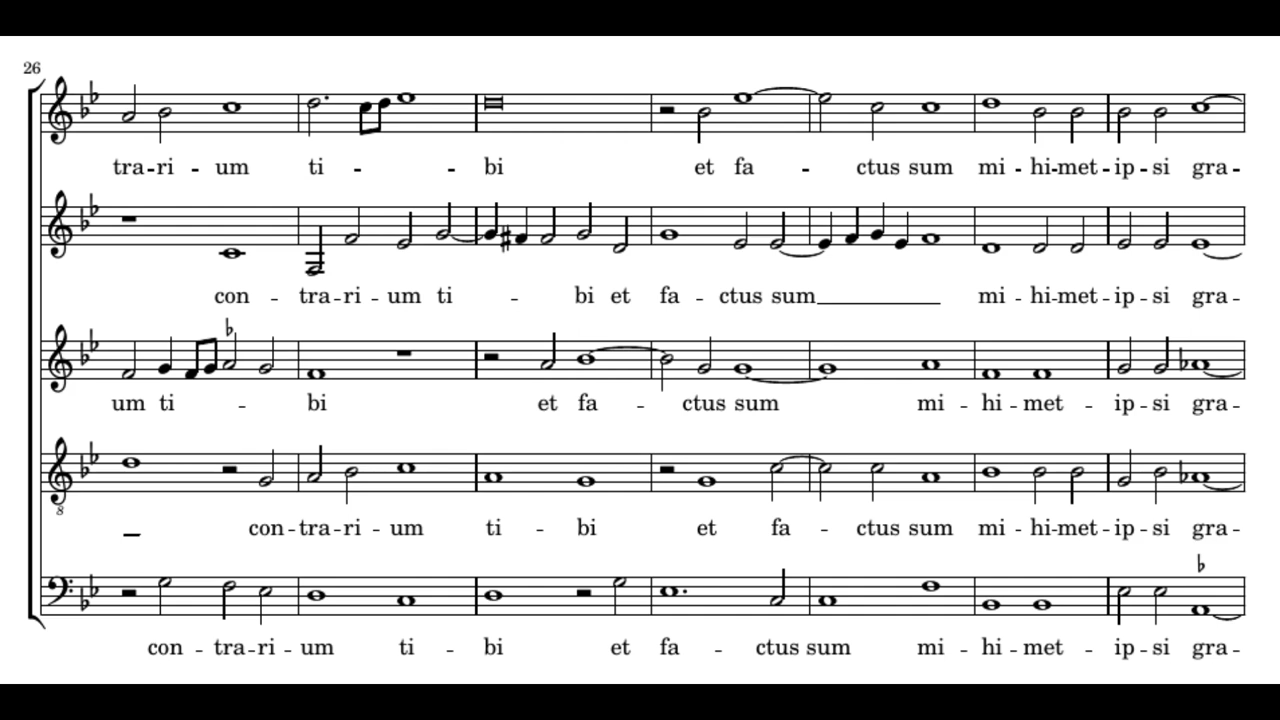 26
tra-ri - um ti - - bi et fa - ctus sum mi - hi-met-ip-si gra-
con - tra-ri-um ti - bi et fa - ctus sum mi - hi-met-ip-si gra-
um ti - bi et fa - ctus sum mi - hi - met - ip-si gra-
con-tra-ri-um ti - bi et fa - ctus sum mi - hi-met-ip-si gra-
con - tra-ri-um ti - bi et fa - ctus sum mi - hi - met - ip-si gra-